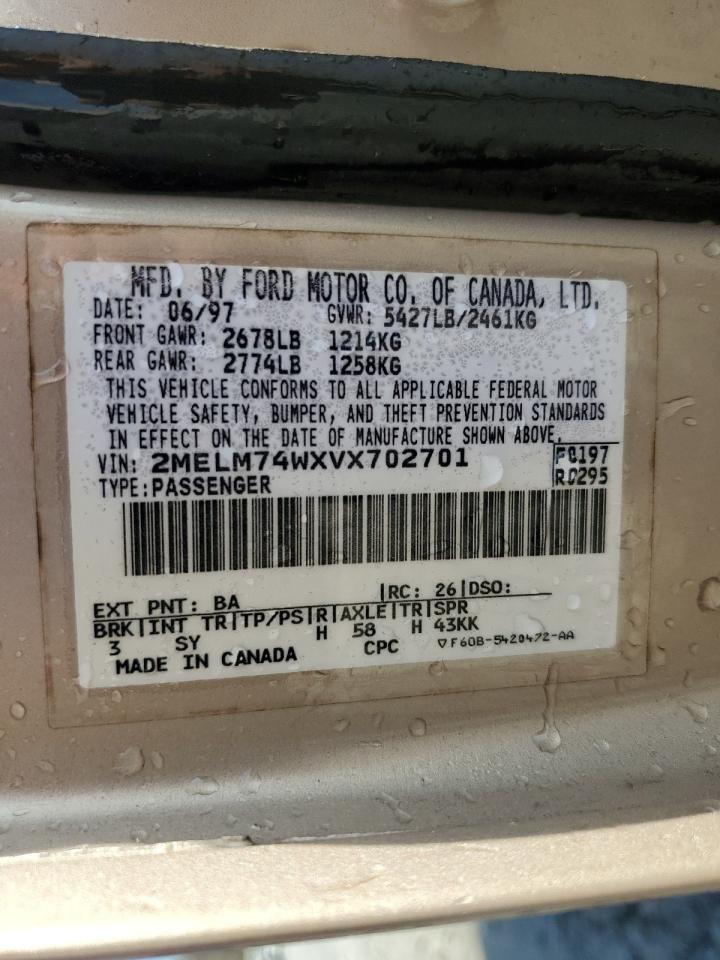 MFD. BY FORD MOTOR CO. OF CANADA, LTD.
DATE: 06/97 GVWR: 5427LB/2461KG
FRONT GAWR: 2678LB 1214KG
REAR GAWR: 2774LB 1258KG
THIS VEHICLE CONFORMS TO ALL APPLICABLE FEDERAL MOTOR
VEHICLE SAFETY, BUMPER, AND THEFT PREVENTION STANDARDS
IN EFFECT ON THE DATE OF MANUFACTURE SHOWN ABOVE.
VIN: 2MELM74WXVX702701 F0197
TYPE: PASSENGER R0295
EXT PNT: BA |RC: 26|DSO:
BRK|INT TR|TP/PS|R|AXLE|TR|SPR
3 SY H 58 H 43KK
MADE IN CANADA CPC ▽F60B-5420472-AA